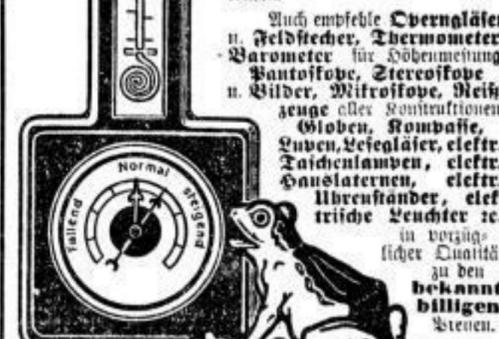 Auch empfehle Operngläser
u. Feldstecher, Thermometer
Barometer für Höhenmessung
Pantoskope, Stereoskope
u. Bilder, Mikroskope, Reiß-
zeuge aller Konstruktionen
Globen, Kompasse,
Lupen, Lesegläser, elektr.
Taschenlampen, elektr.
Hauslaternen, elektr.
Uhrenständer, elek
trische Leuchter ꝛc.
in vorzüg-
licher Qualitä
zu den
bekannt
billigen
Preisen.
Fallend Normal steigend